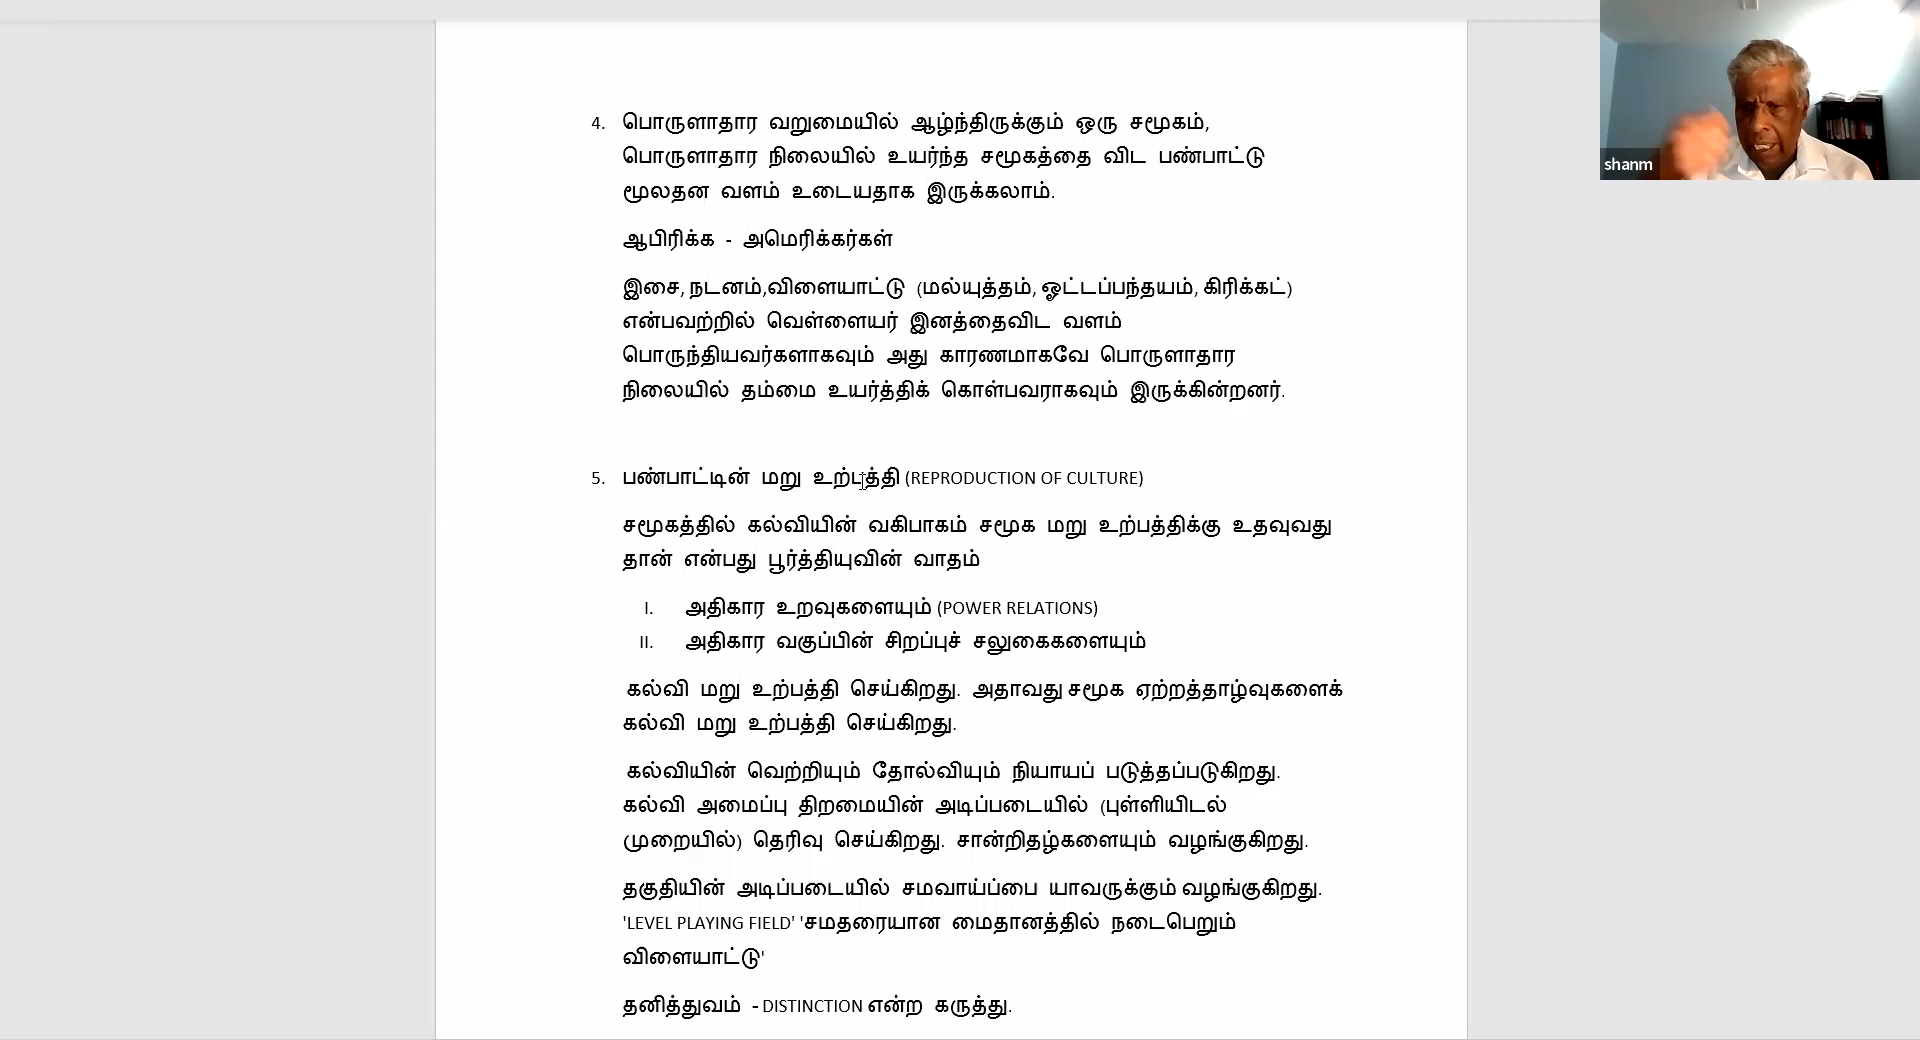 4. பொருளாதார வறுமையில் ஆழ்ந்திருக்கும் ஒரு சமூகம்,
பொருளாதார நிலையில் உயர்ந்த சமூகத்தை விட பண்பாட்டு
மூலதன வளம் உடையதாக இருக்கலாம்.
ஆபிரிக்க - அமெரிக்கர்கள்
இசை, நடனம்,விளையாட்டு (மல்யுத்தம், ஓட்டப்பந்தயம், கிரிக்கட்)
என்பவற்றில் வெள்ளையர் இனத்தைவிட வளம்
பொருந்தியவர்களாகவும் அது காரணமாகவே பொருளாதார
நிலையில் தம்மை உயர்த்திக் கொள்பவராகவும் இருக்கின்றனர்.
5. பண்பாட்டின் மறு உற்பத்தி (REPRODUCTION OF CULTURE)
சமூகத்தில் கல்வியின் வகிபாகம் சமூக மறு உற்பத்திக்கு உதவுவது
தான் என்பது பூர்த்தியுவின் வாதம்
I. அதிகார உறவுகளையும் (POWER RELATIONS)
II. அதிகார வகுப்பின் சிறப்புச் சலுகைகளையும்
கல்வி மறு உற்பத்தி செய்கிறது. அதாவது சமூக ஏற்றத்தாழ்வுகளைக்
கல்வி மறு உற்பத்தி செய்கிறது.
கல்வியின் வெற்றியும் தோல்வியும் நியாயப் படுத்தப்படுகிறது.
கல்வி அமைப்பு திறமையின் அடிப்படையில் (புள்ளியிடல்
முறையில்) தெரிவு செய்கிறது. சான்றிதழ்களையும் வழங்குகிறது.
தகுதியின் அடிப்படையில் சமவாய்ப்பை யாவருக்கும் வழங்குகிறது.
'LEVEL PLAYING FIELD' 'சமதரையான மைதானத்தில் நடைபெறும்
விளையாட்டு'
தனித்துவம் - DISTINCTION என்ற கருத்து.
shanm